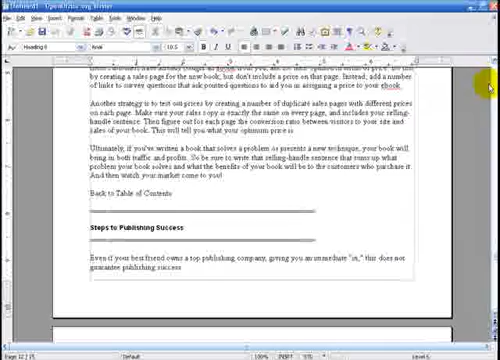 Untitled1 - OpenOffice.org Writer
File Edit View Insert Format Table Tools Window Help
Heading 6 Arial 10.5 B I U
by creating a sales page for the new book, but don't include a price on this page. Instead, add a number
of links to survey questions that ask pointed questions to aid you in assigning a price to your ebook.
Another strategy is to test out prices by creating a number of duplicate sales pages with different prices
on each page. Make sure your sales copy is exactly the same on every page, and includes your selling-
handle sentence. Then figure out for each page the conversion ratio between visitors to your site and
sales of your book. This will tell you what your optimum price is.
Ultimately, if you've written a book that solves a problem or presents a new technique, your book will
bring in both traffic and profits. So be sure to write that selling-handle sentence that sums up what
problem your book solves and what the benefits of your book will be to the customers who purchase it.
And then watch your market come to you!
Back to Table of Contents
Steps to Publishing Success
Even if your best friend owns a top publishing company, giving you an immediate "in," this does not
guarantee publishing success
Page 12 / 15 Default 100% INSRT STD